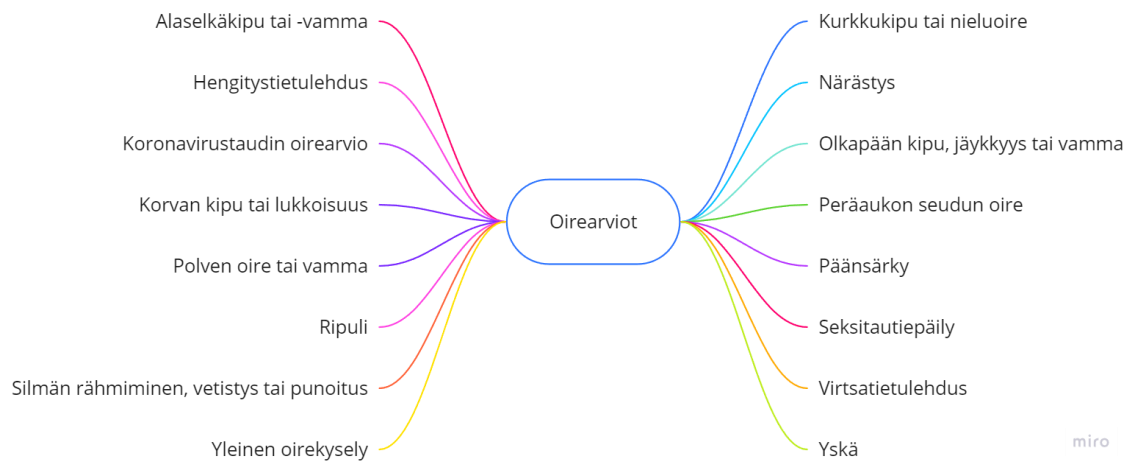 Alaselkäkipu tai -vamma
Hengitystietulehdus
Koronavirustaudin oirearvio
Korvan kipu tai lukkoisuus
Polven oire tai vamma
Ripuli
Silmän rähmiminen, vetistys tai punoitus
Yleinen oirekysely
Oirearviot
Kurkkukipu tai nieluoire
Närästys
Olkapään kipu, jäykkyys tai vamma
Peräaukon seudun oire
Päänsärky
Seksitautiepäily
Virtsatietulehdus
Yskä
miro